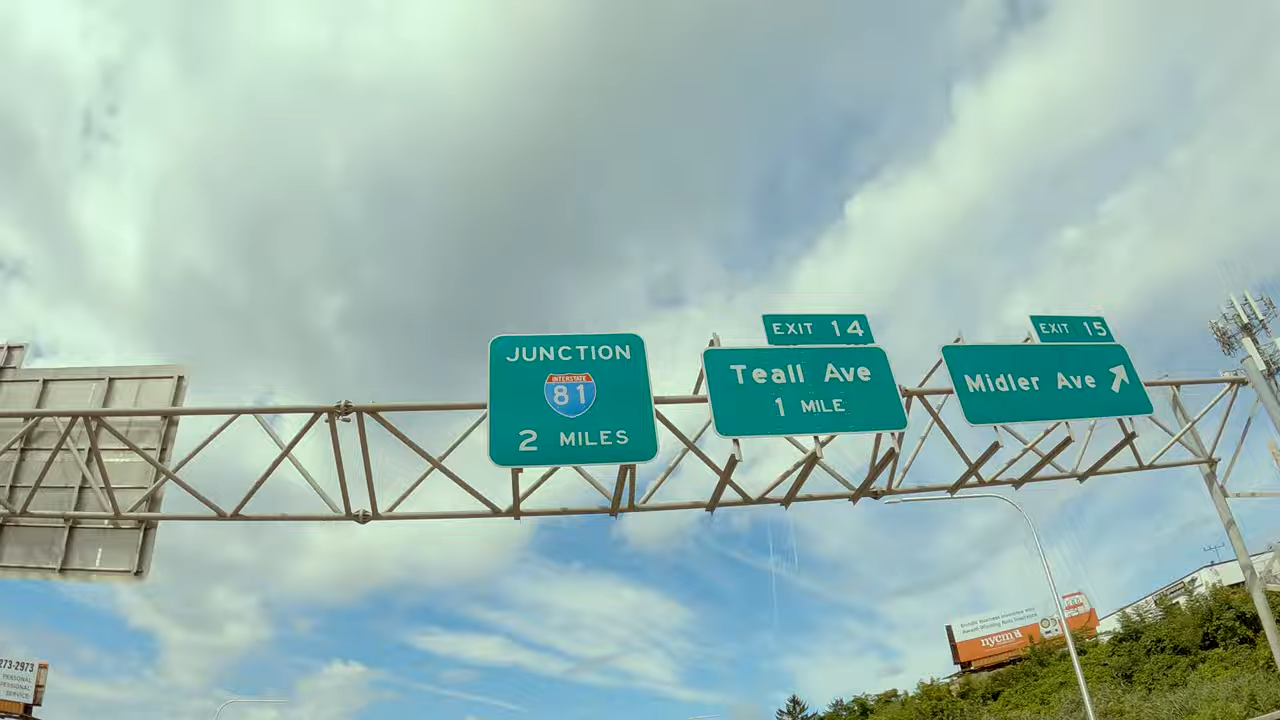 JUNCTION
INTERSTATE
81
2 MILES
EXIT 14
Teall Ave
1 MILE
EXIT 15
Midler Ave
nycm
273-2973
PERSONAL
SERVICE